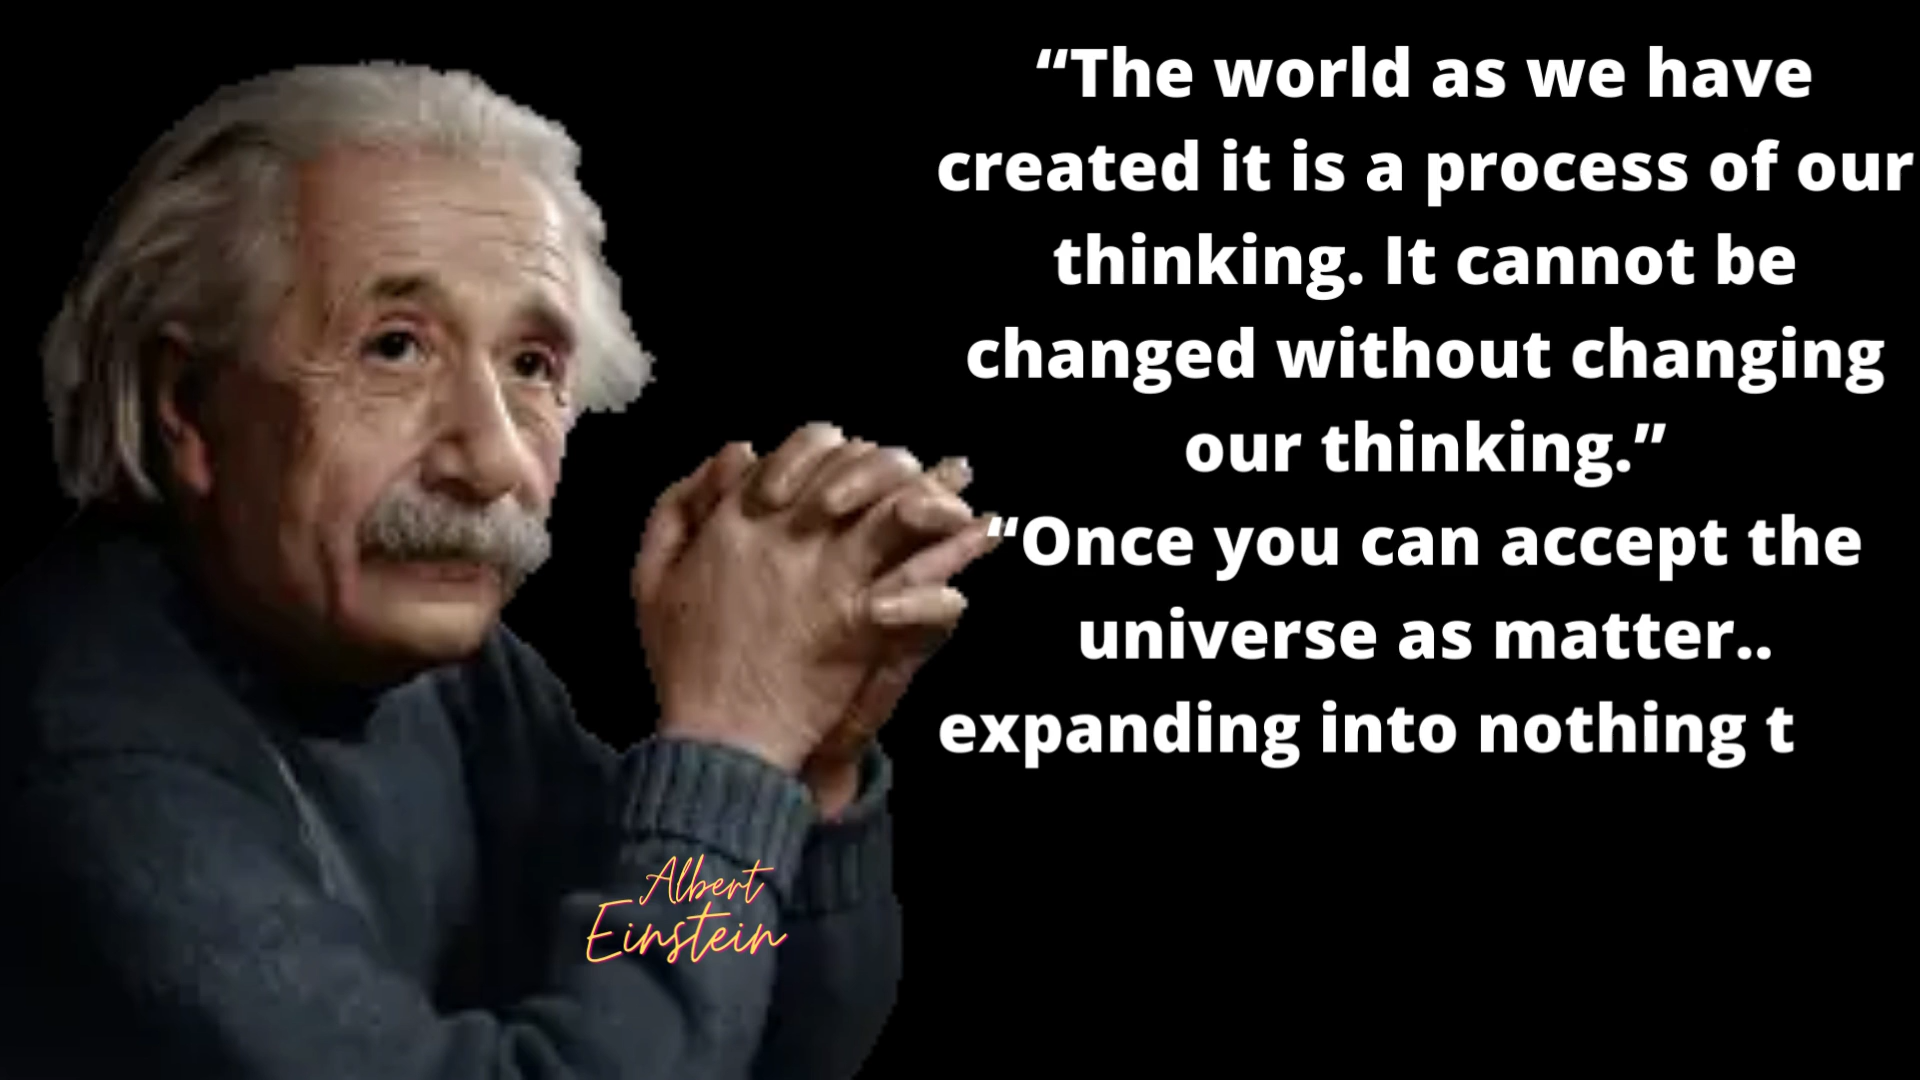 “The world as we have
created it is a process of our
thinking. It cannot be
changed without changing
our thinking.”
“Once you can accept the
universe as matter..
expanding into nothing t
Albert
Einstein